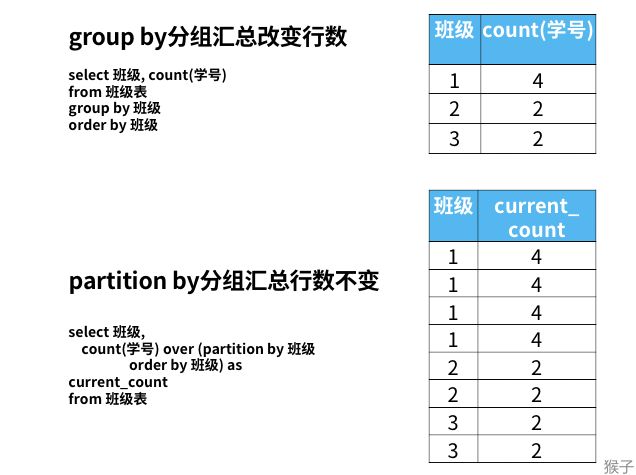 group by分组汇总改变行数
select 班级, count(学号)
from 班级表
group by 班级
order by 班级
班级 count(学号)
1 4
2 2
3 2
partition by分组汇总行数不变
select 班级,
count(学号) over (partition by 班级
order by 班级) as
current_count
from 班级表
班级 current_
count
1 4
1 4
1 4
1 4
2 2
2 2
3 2
3 2
猴子